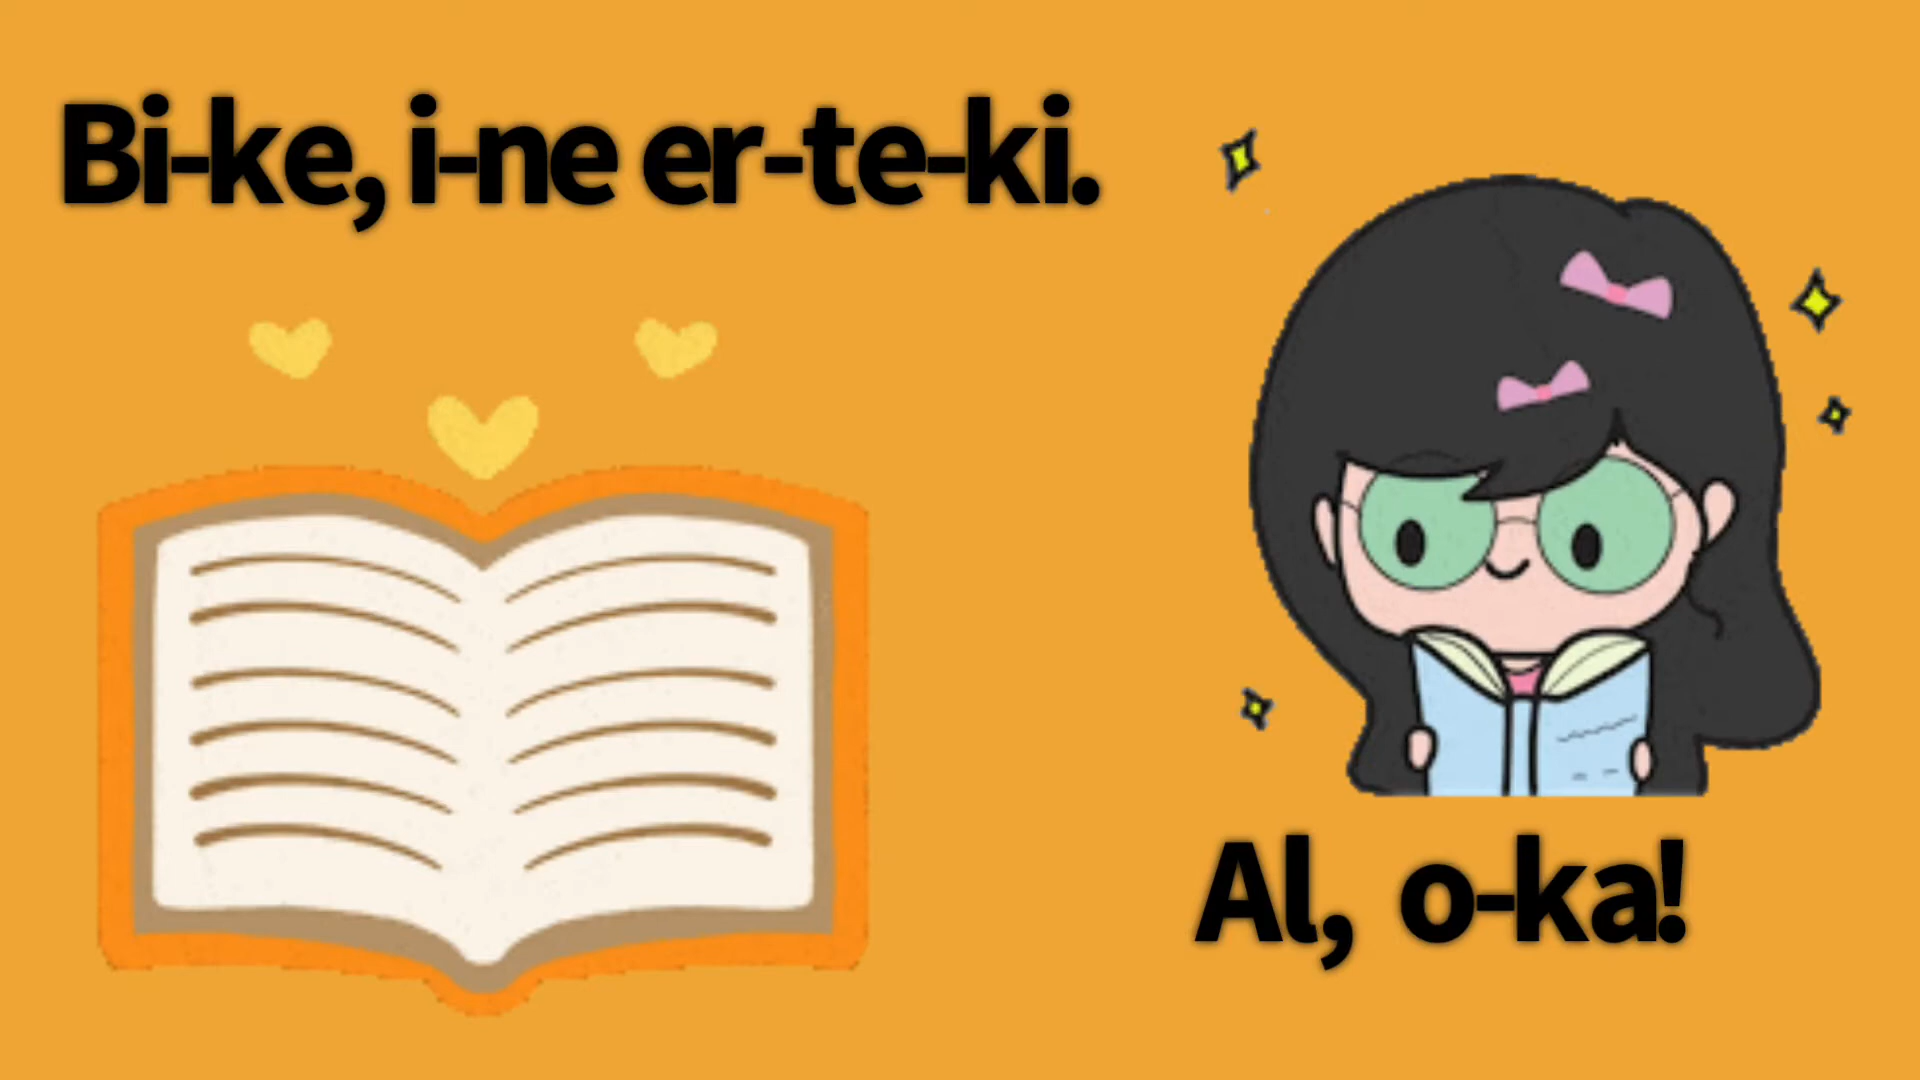 Bi-ke, i-ne er-te-ki.
Al, o-ka!